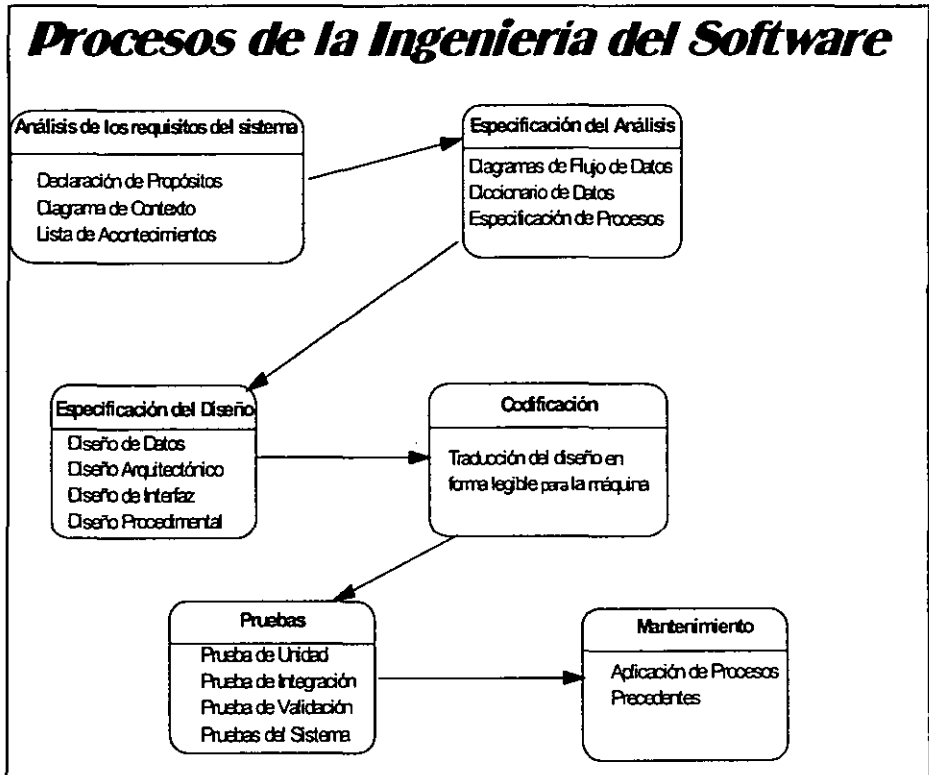 Procesos de la Ingeniería del Software
Análisis de los requisitos del sistema
Declaración de Propósitos
Diagrama de Contexto
Lista de Acontecimientos
Especificación del Análisis
Diagramas de Flujo de Datos
Diccionario de Datos
Especificación de Procesos
Especificación del Diseño
Diseño de Datos
Diseño Arquitectónico
Diseño de Interfaz
Diseño Procedimental
Codificación
Traducción del diseño en
forma legible para la máquina
Pruebas
Prueba de Unidad
Prueba de Integración
Prueba de Validación
Pruebas del Sistema
Mantenimiento
Aplicación de Procesos
Precedentes